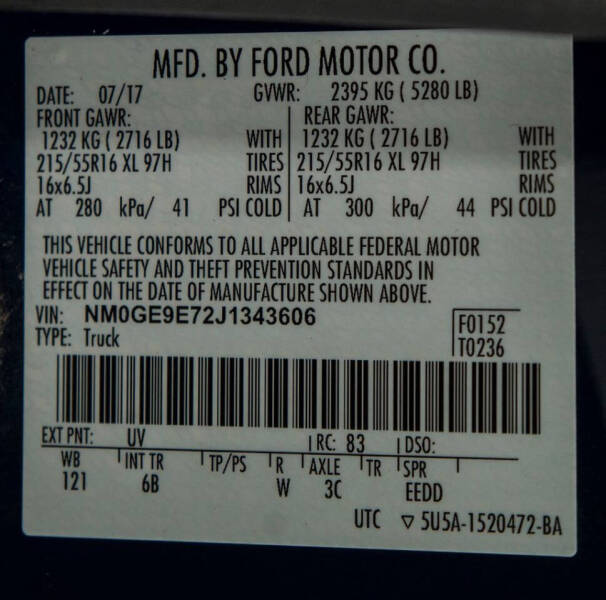 MFD. BY FORD MOTOR CO.
DATE: 07/17 GVWR: 2395 KG ( 5280 LB)
FRONT GAWR: REAR GAWR:
1232 KG ( 2716 LB) WITH 1232 KG ( 2716 LB) WITH
215/55R16 XL 97H TIRES 215/55R16 XL 97H TIRES
16x6.5J RIMS 16x6.5J RIMS
AT 280 kPa/ 41 PSI COLD AT 300 kPa/ 44 PSI COLD
THIS VEHICLE CONFORMS TO ALL APPLICABLE FEDERAL MOTOR
VEHICLE SAFETY AND THEFT PREVENTION STANDARDS IN
EFFECT ON THE DATE OF MANUFACTURE SHOWN ABOVE.
VIN: NM0GE9E72J1343606 F0152
TYPE: Truck T0236
EXT PNT: UV RC: 83 DSO:
WB INT TR TP/PS R AXLE TR SPR
121 6B W 3C EEDD
UTC ▽ 5U5A-1520472-BA